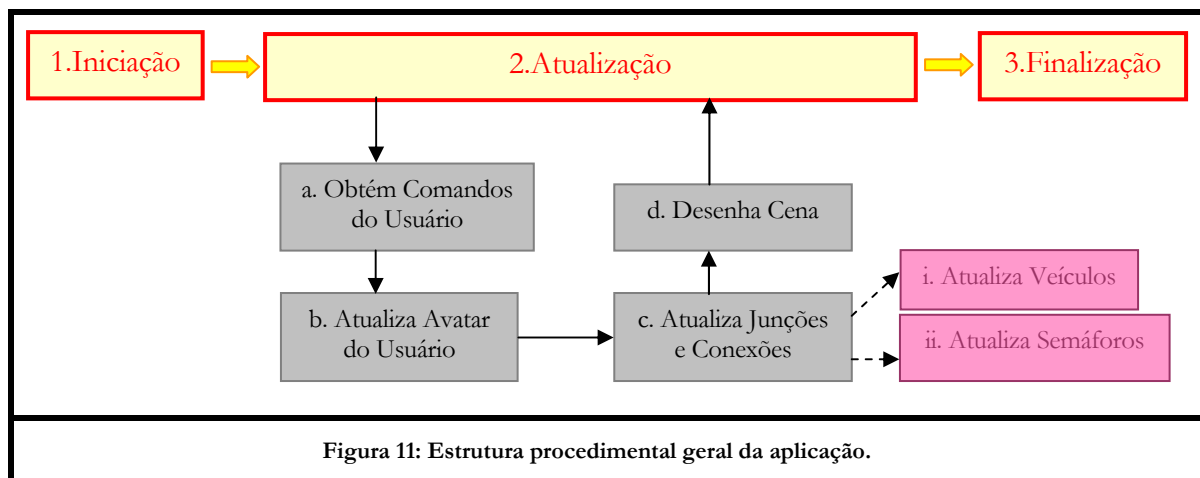 1.Iniciação
2.Atualização
3.Finalização
a. Obtém Comandos
do Usuário
d. Desenha Cena
i. Atualiza Veículos
b. Atualiza Avatar
do Usuário
c. Atualiza Junções
e Conexões
ii. Atualiza Semáforos
Figura 11: Estrutura procedimental geral da aplicação.